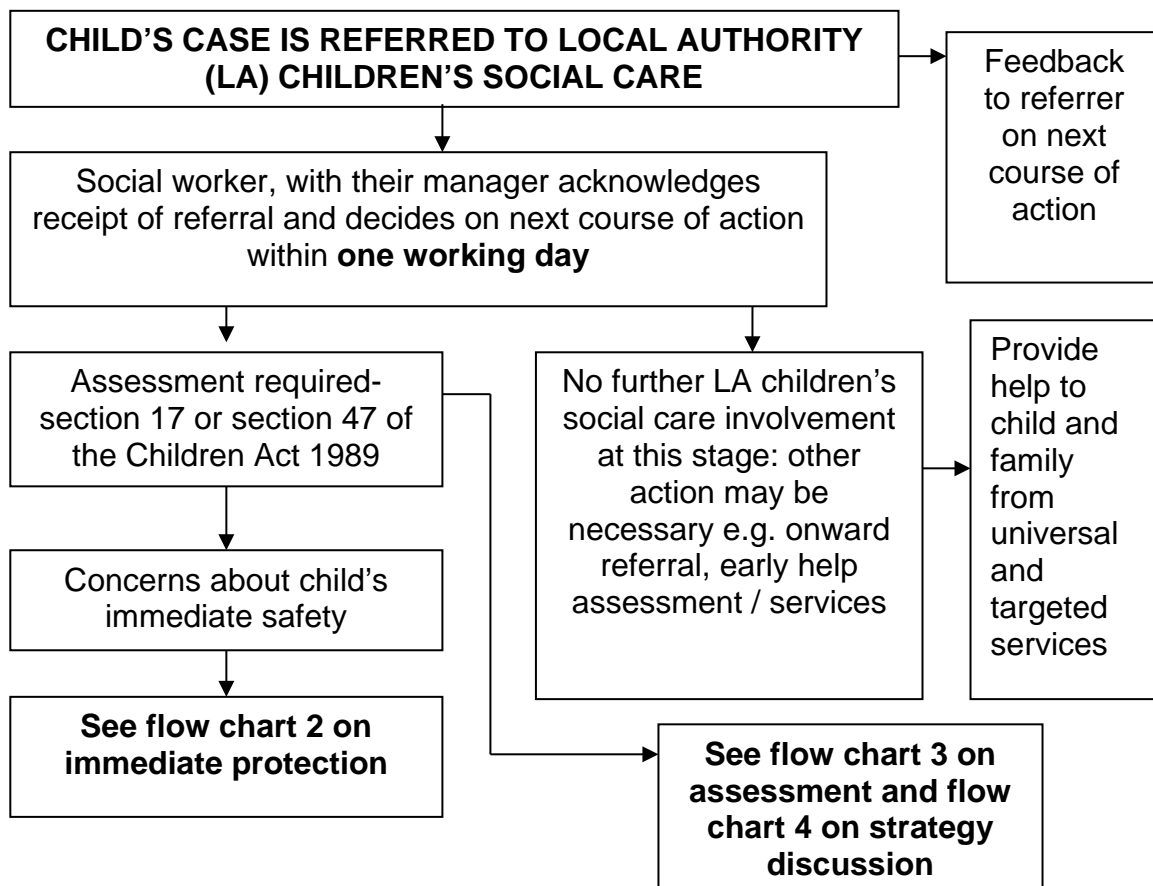 CHILD'S CASE IS REFERRED TO LOCAL AUTHORITY
(LA) CHILDREN'S SOCIAL CARE
Feedback
to referrer
on next
course of
action
Social worker, with their manager acknowledges
receipt of referral and decides on next course of action
within one working day
Assessment required-
section 17 or section 47 of
the Children Act 1989
No further LA children's
social care involvement
at this stage: other
action may be
necessary e.g. onward
referral, early help
assessment / services
Provide
help to
child and
family
from
universal
and
targeted
services
Concerns about child's
immediate safety
See flow chart 2 on
immediate protection
See flow chart 3 on
assessment and flow
chart 4 on strategy
discussion